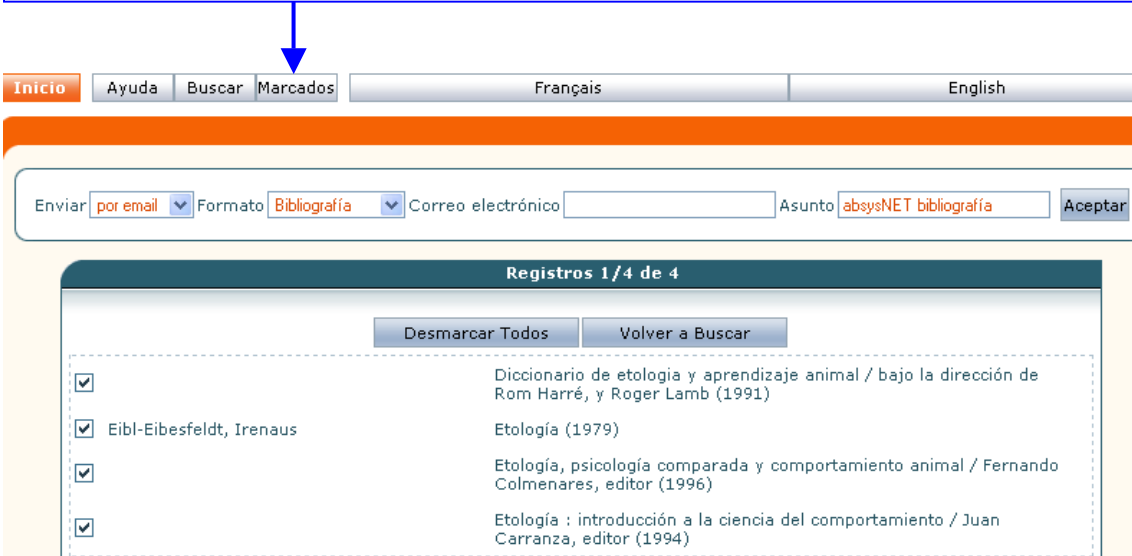 Inicio Ayuda Buscar Marcados Français English
Enviar por email Formato Bibliografía Correo electrónico Asunto absysNET bibliografía Aceptar
Registros 1/4 de 4
Desmarcar Todos Volver a Buscar
Diccionario de etologia y aprendizaje animal / bajo la dirección de
Rom Harré, y Roger Lamb (1991)
Eibl-Eibesfeldt, Irenaus Etología (1979)
Etología, psicología comparada y comportamiento animal / Fernando
Colmenares, editor (1996)
Etología : introducción a la ciencia del comportamiento / Juan
Carranza, editor (1994)